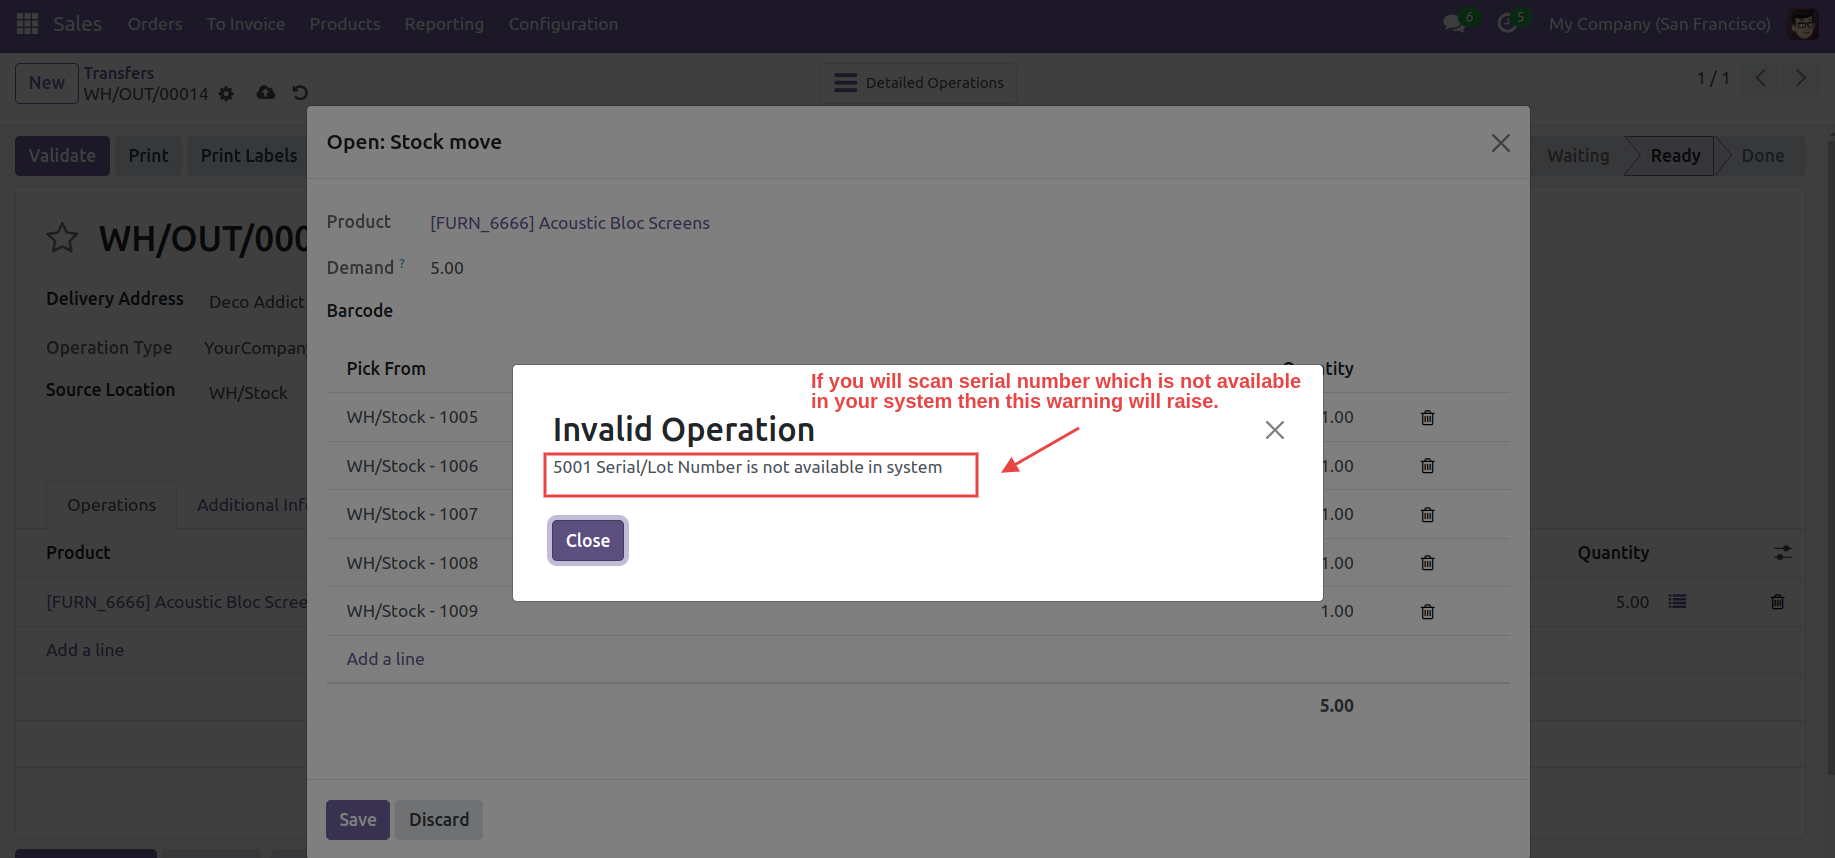 Sales Orders To Invoice Products Reporting Configuration 6 5 My Company (San Francisco)
New Transfers
WH/OUT/00014 Detailed Operations 1 / 1
Validate Print Print Labels Waiting Ready Done
Open: Stock move
WH/OUT/000
Product [FURN_6666] Acoustic Bloc Screens
Demand ? 5.00
Delivery Address Deco Addict
Barcode
Operation Type YourCompany
Source Location WH/Stock
Pick From Quantity
WH/Stock - 1005 1.00
WH/Stock - 1006
WH/Stock - 1007 1.00
WH/Stock - 1008 1.00
WH/Stock - 1009 1.00
Add a line
5.00
Save Discard
If you will scan serial number which is not available
in your system then this warning will raise.
Invalid Operation
5001 Serial/Lot Number is not available in system
Close
Operations Additional Inf
Product Quantity
[FURN_6666] Acoustic Bloc Scree 5.00
Add a line